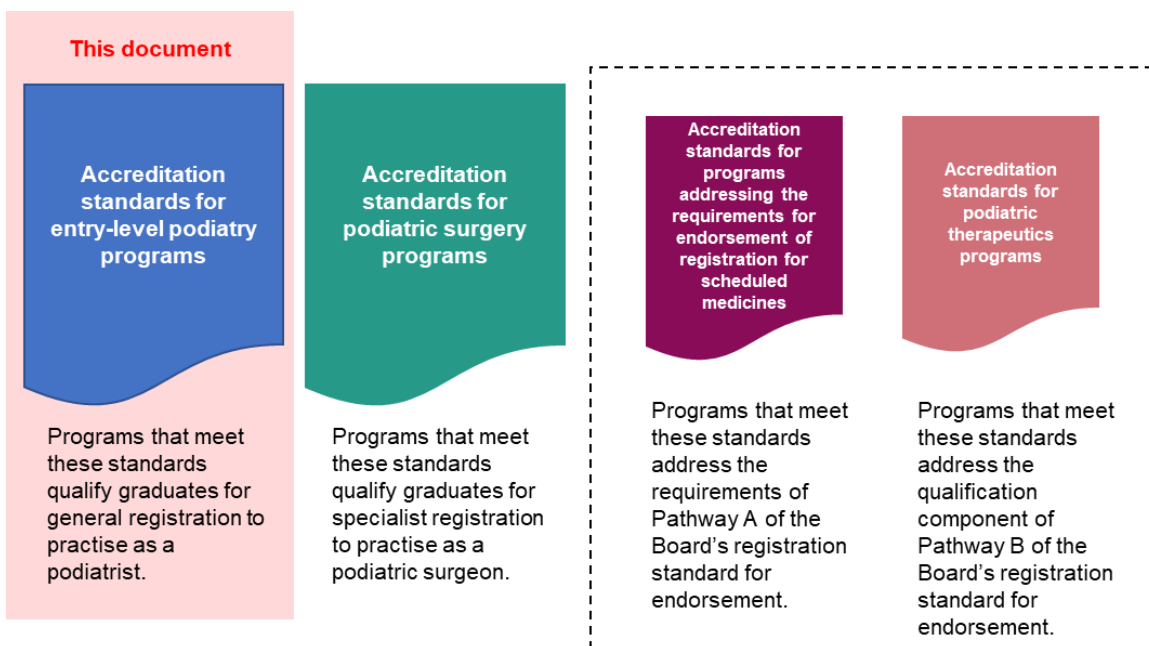 This document
Accreditation
standards for
entry-level podiatry
programs
Programs that meet
these standards
qualify graduates for
general registration to
practise as a
podiatrist.
Accreditation
standards for
podiatric surgery
programs
Programs that meet
these standards
qualify graduates for
specialist registration
to practise as a
podiatric surgeon.
Accreditation
standards for
programs
addressing the
requirements for
endorsement of
registration for
scheduled
medicines
Programs that meet
these standards
address the
requirements of
Pathway A of the
Board’s registration
standard for
endorsement.
Accreditation
standards for
podiatric
therapeutics
programs
Programs that meet
these standards
address the
qualification
component of
Pathway B of the
Board’s registration
standard for
endorsement.